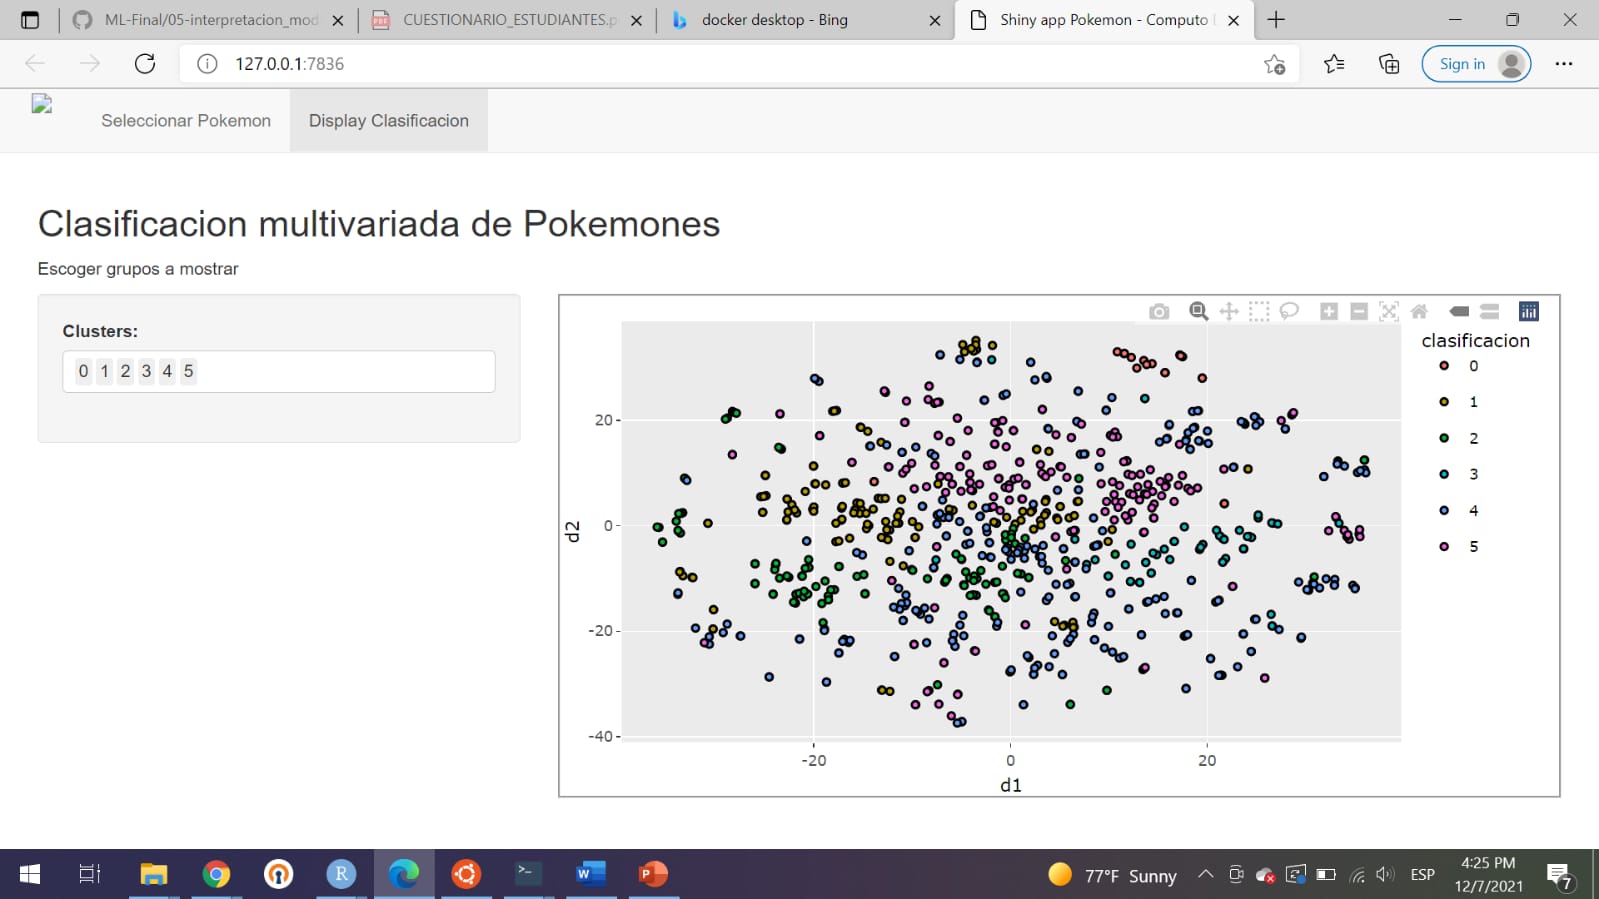 ML-Final/05-interpretacion_mod
CUESTIONARIO_ESTUDIANTES.p
docker desktop - Bing
Shiny app Pokemon - Computo
127.0.0.1:7836
Sign in
Seleccionar Pokemon
Display Clasificacion
Clasificacion multivariada de Pokemones
Escoger grupos a mostrar
Clusters:
0 1 2 3 4 5
clasificacion
0
1
2
3
4
5
20
0
-20
-40
d2
-20
0
20
d1
77°F Sunny
ESP
4:25 PM
12/7/2021
7